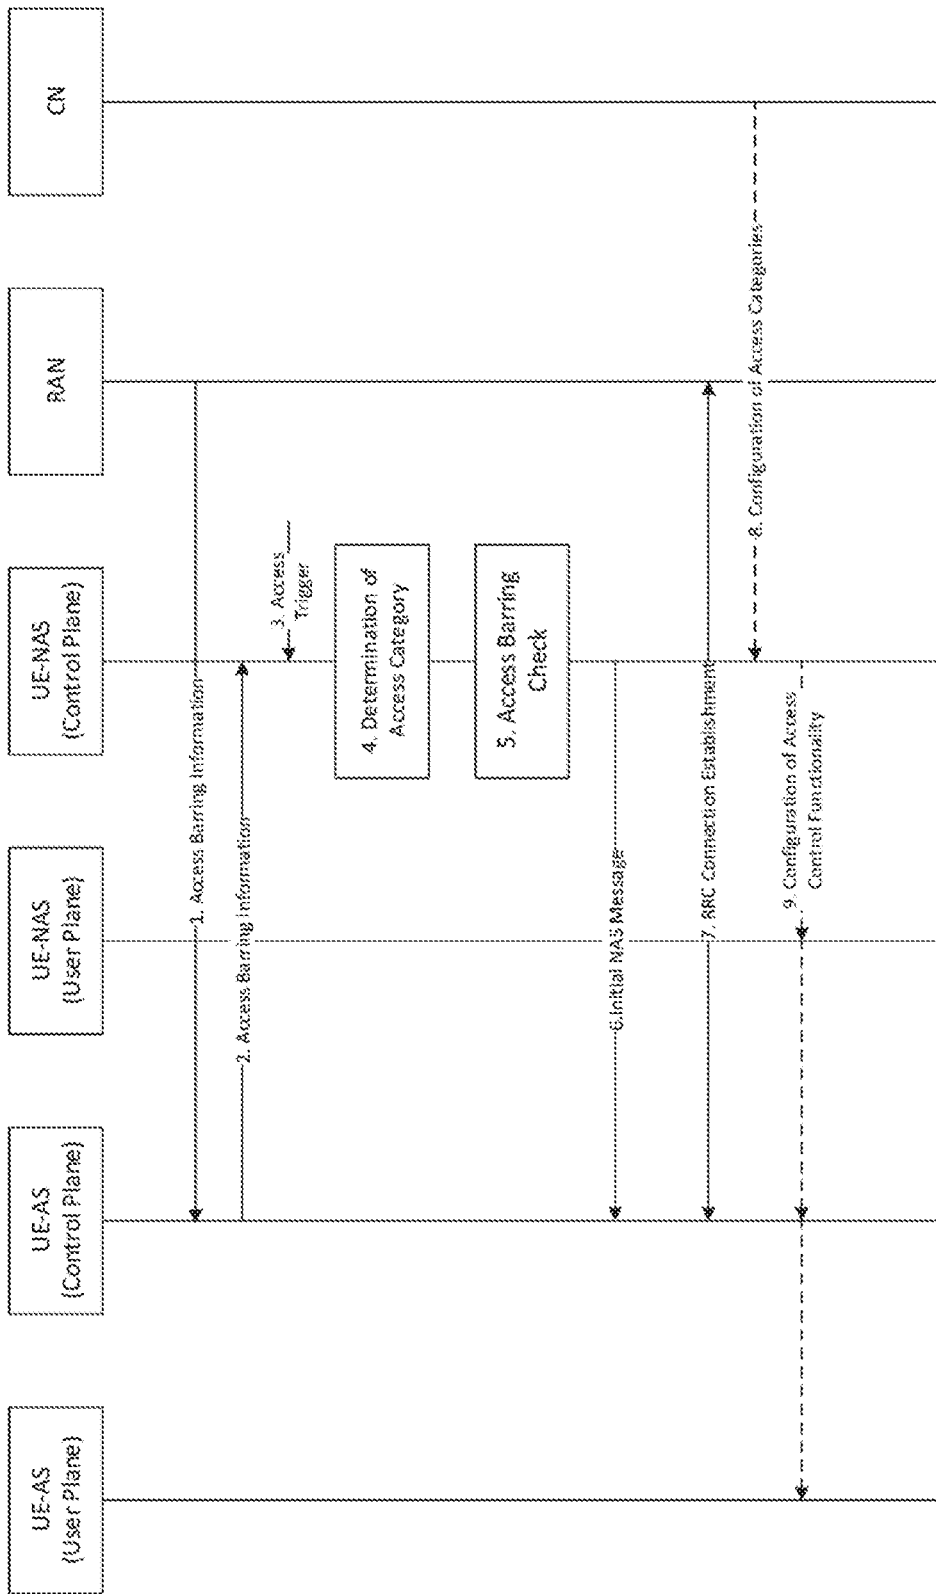 UE-AS
(User Plane)
UE-AS
(Control Plane)
UE-NAS
(User Plane)
UE-NAS
(Control Plane)
RAN
CN
1. Access Barring Information
2. Access Barring Information
3. Access
Trigger
4. Determination of
Access Category
5. Access Barring
Check
6.Initial NAS Message
7. RRC Connection Establishment
8. Configuration of Access Categories
9. Configuration of Access
Control Functionality